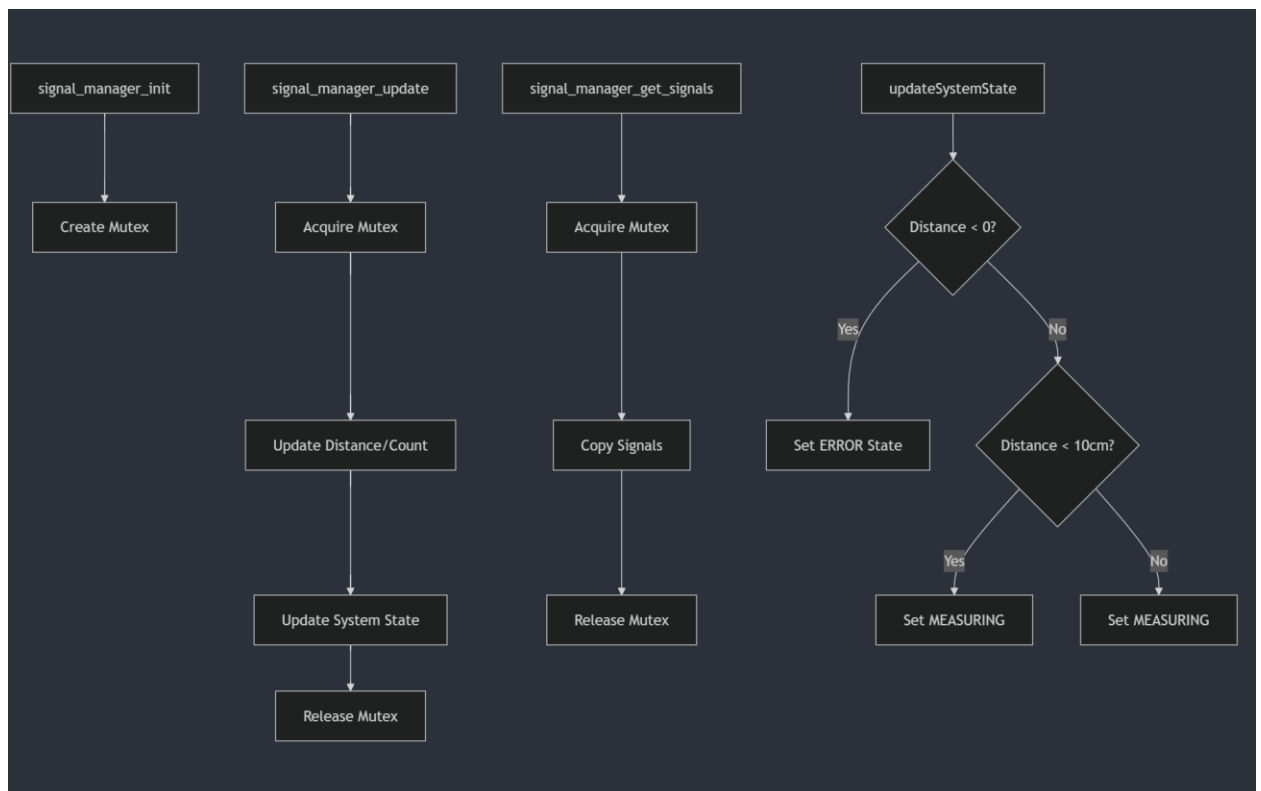 signal_manager_init
signal_manager_update
signal_manager_get_signals
updateSystemState
Create Mutex
Acquire Mutex
Acquire Mutex
Distance < 0?
Yes
No
Update Distance/Count
Copy Signals
Set ERROR State
Distance < 10cm?
Yes
No
Update System State
Release Mutex
Set MEASURING
Set MEASURING
Release Mutex